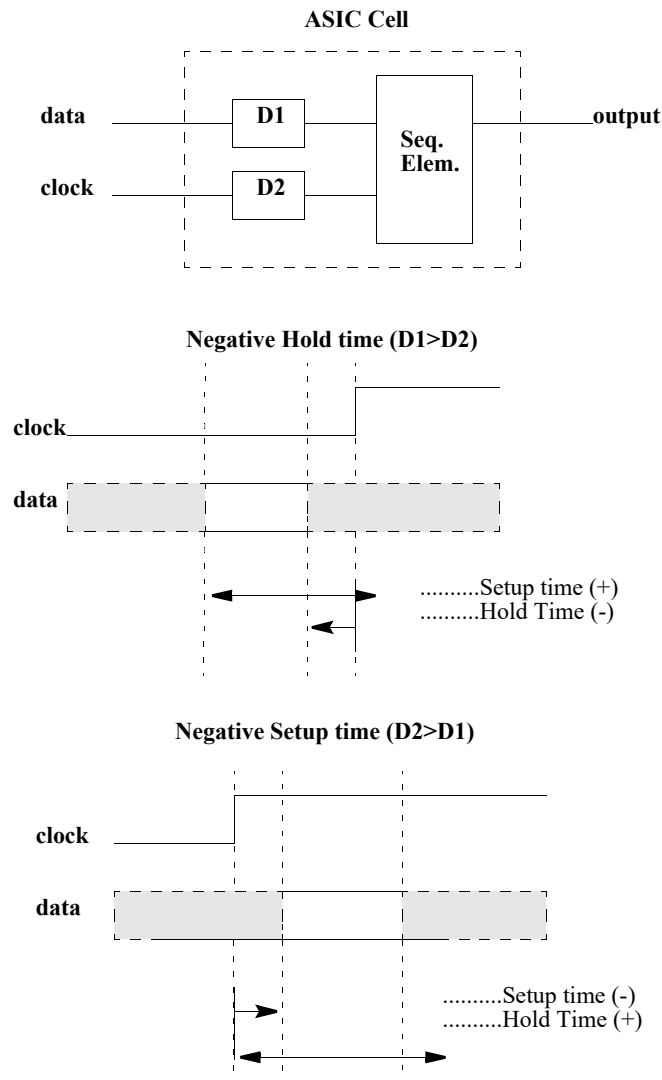 ASIC Cell
data
D1
Seq.
Elem.
output
clock
D2
Negative Hold time (D1>D2)
clock
data
..........Setup time (+)
..........Hold Time (-)
Negative Setup time (D2>D1)
clock
data
..........Setup time (-)
..........Hold Time (+)